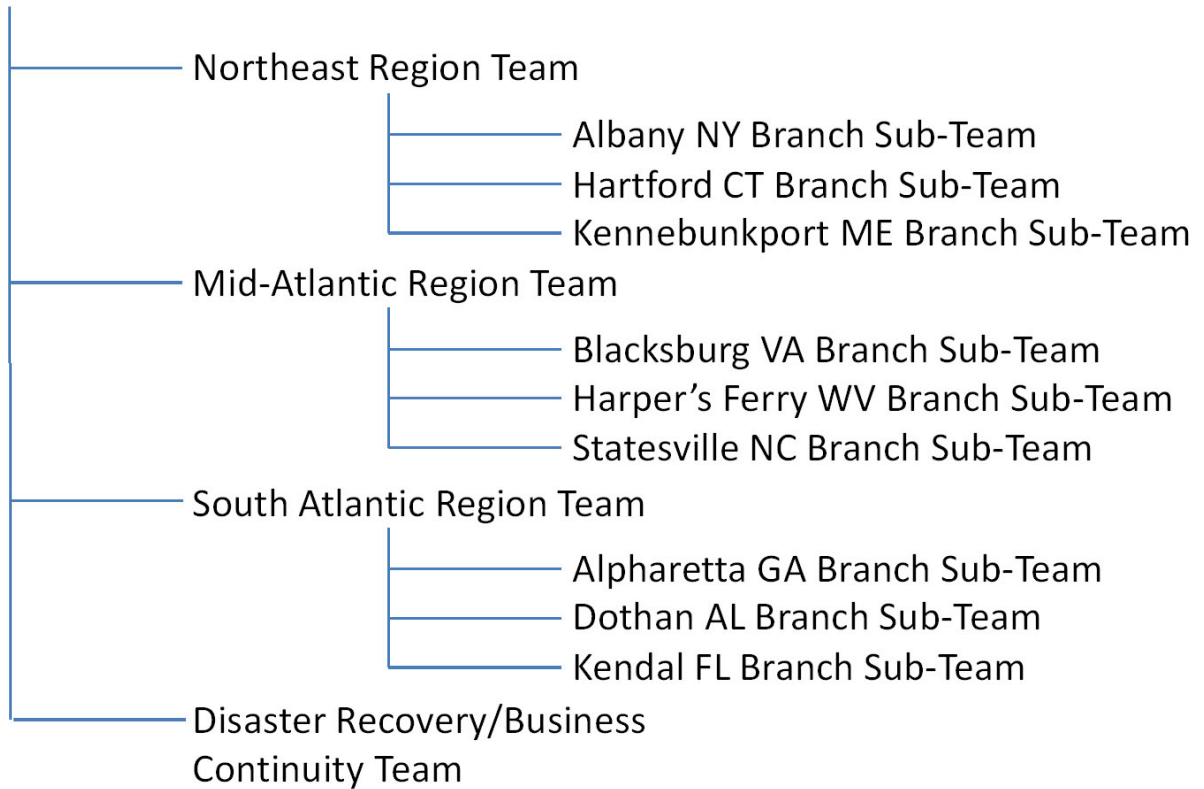 Northeast Region Team
Albany NY Branch Sub-Team
Hartford CT Branch Sub-Team
Kennebunkport ME Branch Sub-Team
Mid-Atlantic Region Team
Blacksburg VA Branch Sub-Team
Harper’s Ferry WV Branch Sub-Team
Statesville NC Branch Sub-Team
South Atlantic Region Team
Alpharetta GA Branch Sub-Team
Dothan AL Branch Sub-Team
Kendal FL Branch Sub-Team
Disaster Recovery/Business
Continuity Team